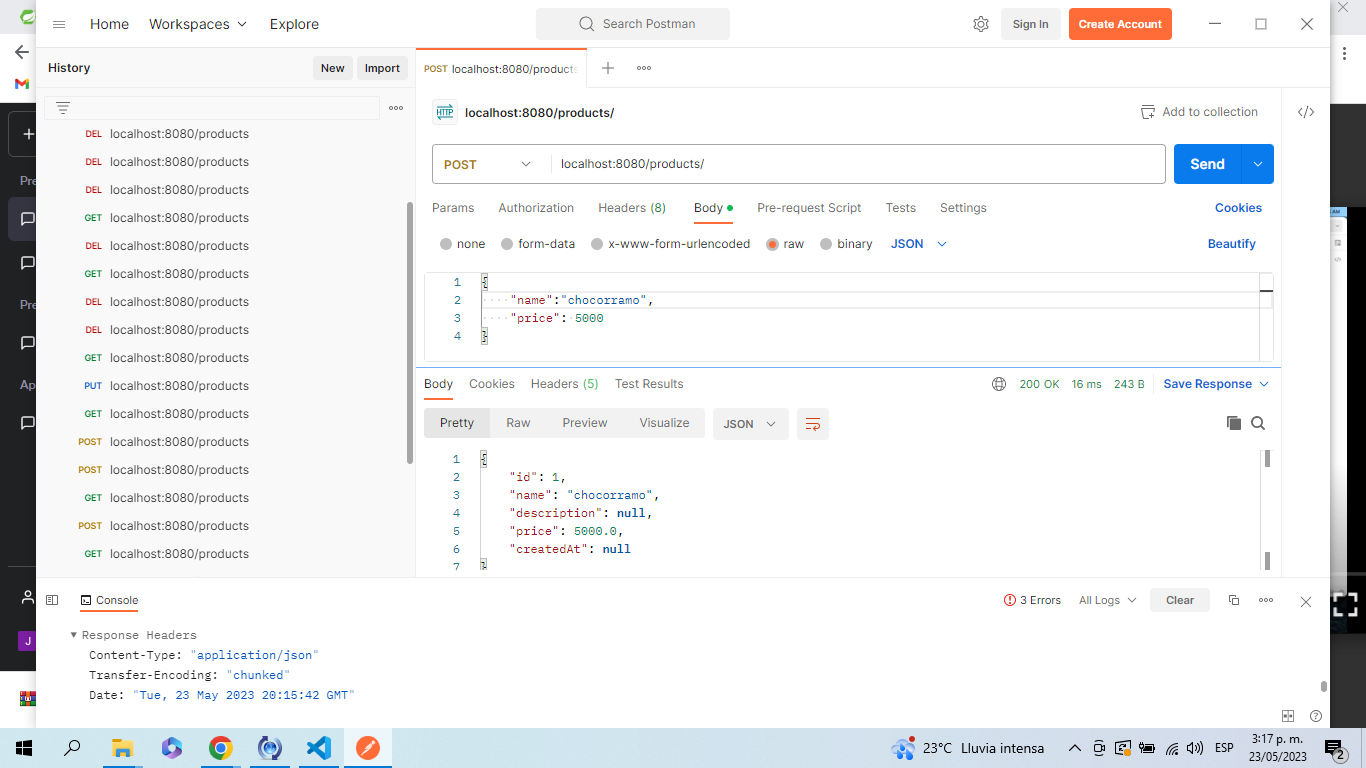 Home Workspaces Explore Search Postman Sign In Create Account
History New Import
POST localhost:8080/products
HTTP localhost:8080/products/ Add to collection
DEL localhost:8080/products
DEL localhost:8080/products
DEL localhost:8080/products
GET localhost:8080/products
DEL localhost:8080/products
GET localhost:8080/products
DEL localhost:8080/products
DEL localhost:8080/products
GET localhost:8080/products
PUT localhost:8080/products
GET localhost:8080/products
POST localhost:8080/products
POST localhost:8080/products
GET localhost:8080/products
POST localhost:8080/products
GET localhost:8080/products
POST localhost:8080/products/ Send
Params Authorization Headers (8) Body Pre-request Script Tests Settings Cookies
none form-data x-www-form-urlencoded raw binary JSON Beautify
1 {
2 "name":"chocorramo",
3 "price": 5000
4 }
Body Cookies Headers (5) Test Results 200 OK 16 ms 243 B Save Response
Pretty Raw Preview Visualize JSON
1 {
2 "id": 1,
3 "name": "chocorramo",
4 "description": null,
5 "price": 5000.0,
6 "createdAt": null
7 }
Pre
Pre
Ap
J
Console 3 Errors All Logs Clear
Response Headers
Content-Type: "application/json"
Transfer-Encoding: "chunked"
Date: "Tue, 23 May 2023 20:15:42 GMT"
23°C Lluvia intensa ESP 3:17 p. m.
23/05/2023 2